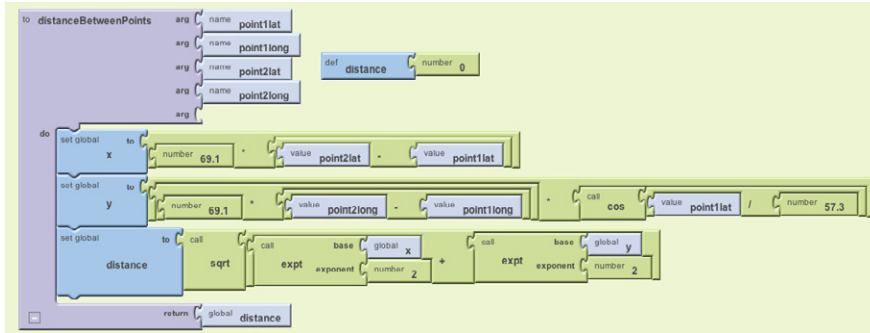 to distanceBetweenPoints arg name point1lat
arg name point1long
arg name point2lat
arg name point2long
arg
def distance number 0
do
set global x to number 69.1 * value point2lat - value point1lat
set global y to number 69.1 * value point2long - value point1long * call cos value point1lat / number 57.3
set global distance to call sqrt call expt base global x exponent number 2 + call expt base global y exponent number 2
return global distance